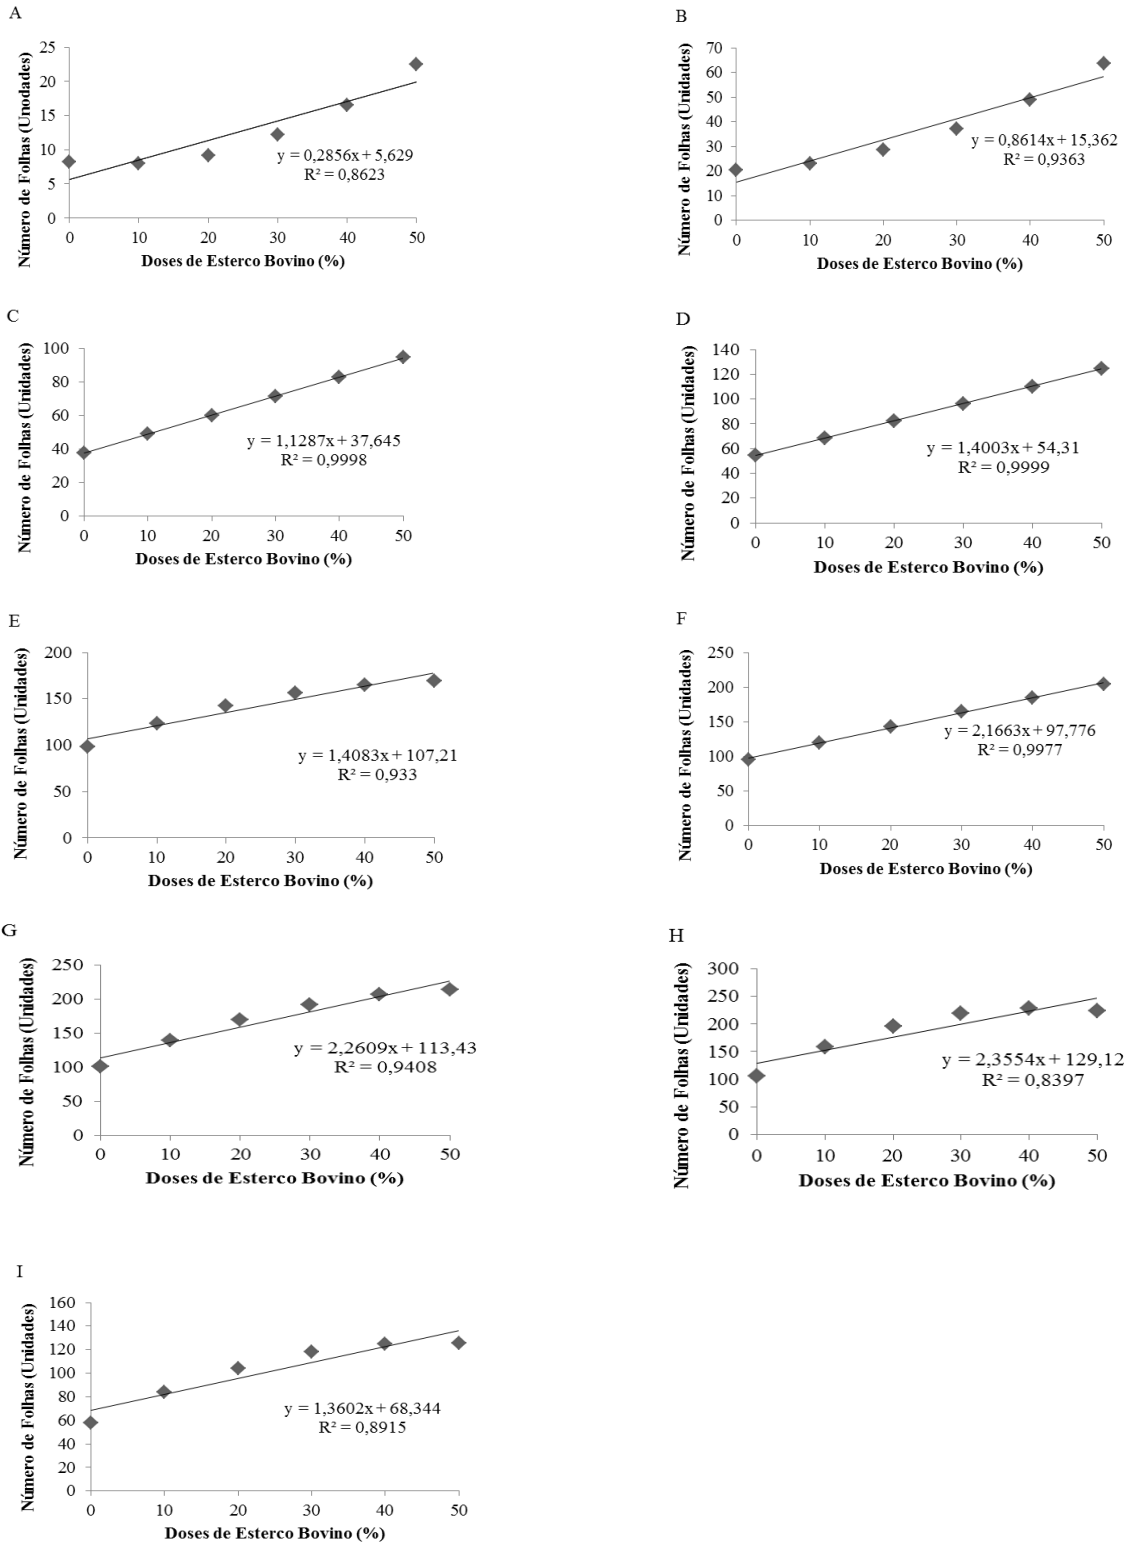 A
Número de Folhas (Unodades)
25
20
15
10
5
0
y = 0,2856x + 5,629
R² = 0,8623
0 10 20 30 40 50
Doses de Esterco Bovino (%)
B
Número de Folhas (Unidades)
70
60
50
40
30
20
10
0
y = 0,8614x + 15,362
R² = 0,9363
0 10 20 30 40 50
Doses de Esterco Bovino (%)
C
Número de Folhas (Unidades)
100
80
60
40
20
0
y = 1,1287x + 37,645
R² = 0,9998
0 10 20 30 40 50
Doses de Esterco Bovino (%)
D
Número de Folhas (Unidades)
140
120
100
80
60
40
20
0
y = 1,4003x + 54,31
R² = 0,9999
0 10 20 30 40 50
Doses de Esterco Bovino (%)
E
Número de Folhas (Unidades)
200
150
100
50
0
y = 1,4083x + 107,21
R² = 0,933
0 10 20 30 40 50
Doses de Esterco Bovino (%)
F
Número de Folhas (Unidades)
250
200
150
100
50
0
y = 2,1663x + 97,776
R² = 0,9977
0 10 20 30 40 50
Doses de Esterco Bovino (%)
G
Número de Folhas (Unidades)
250
200
150
100
50
0
y = 2,2609x + 113,43
R² = 0,9408
0 10 20 30 40 50
Doses de Esterco Bovino (%)
H
Número de Folhas (Unidades)
300
250
200
150
100
50
0
y = 2,3554x + 129,12
R² = 0,8397
0 10 20 30 40 50
Doses de Esterco Bovino (%)
I
Número de Folhas (Unidades)
160
140
120
100
80
60
40
20
0
y = 1,3602x + 68,344
R² = 0,8915
0 10 20 30 40 50
Doses de Esterco Bovino (%)